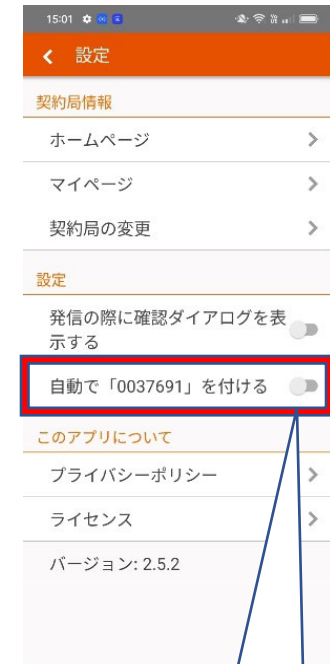 15:01
設定
契約局情報
ホームページ
マイページ
契約局の変更
設定
発信の際に確認ダイアログを表
示する
自動で「0037691」を付ける
このアプリについて
プライバシーポリシー
ライセンス
バージョン: 2.5.2